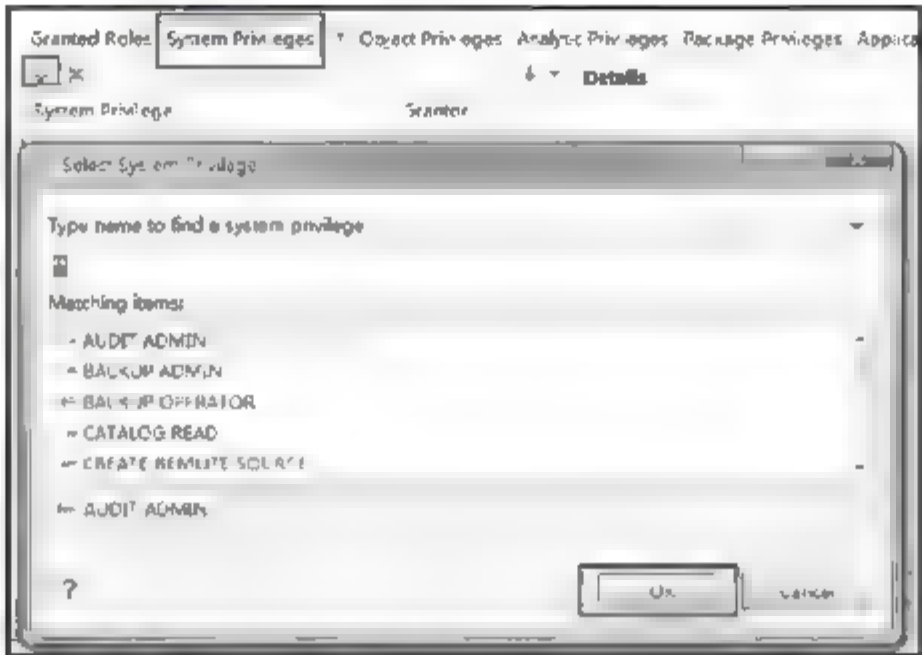 Granted Roles System Privileges Object Privileges Analytic Privileges Package Privileges Applica
Details
System Privilege Grantor
Select System Privilege
Type name to find a system privilege
Matching items:
AUDIT ADMIN
BACKUP ADMIN
BACKUP OPERATOR
CATALOG READ
CREATE REMOTE SOURCE
AUDIT ADMIN
?
OK Cancel